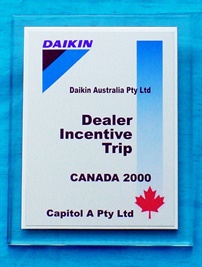 DAIKIN
Daikin Australia Pty Ltd
Dealer
Incentive
Trip
CANADA 2000
Capitol A Pty Ltd